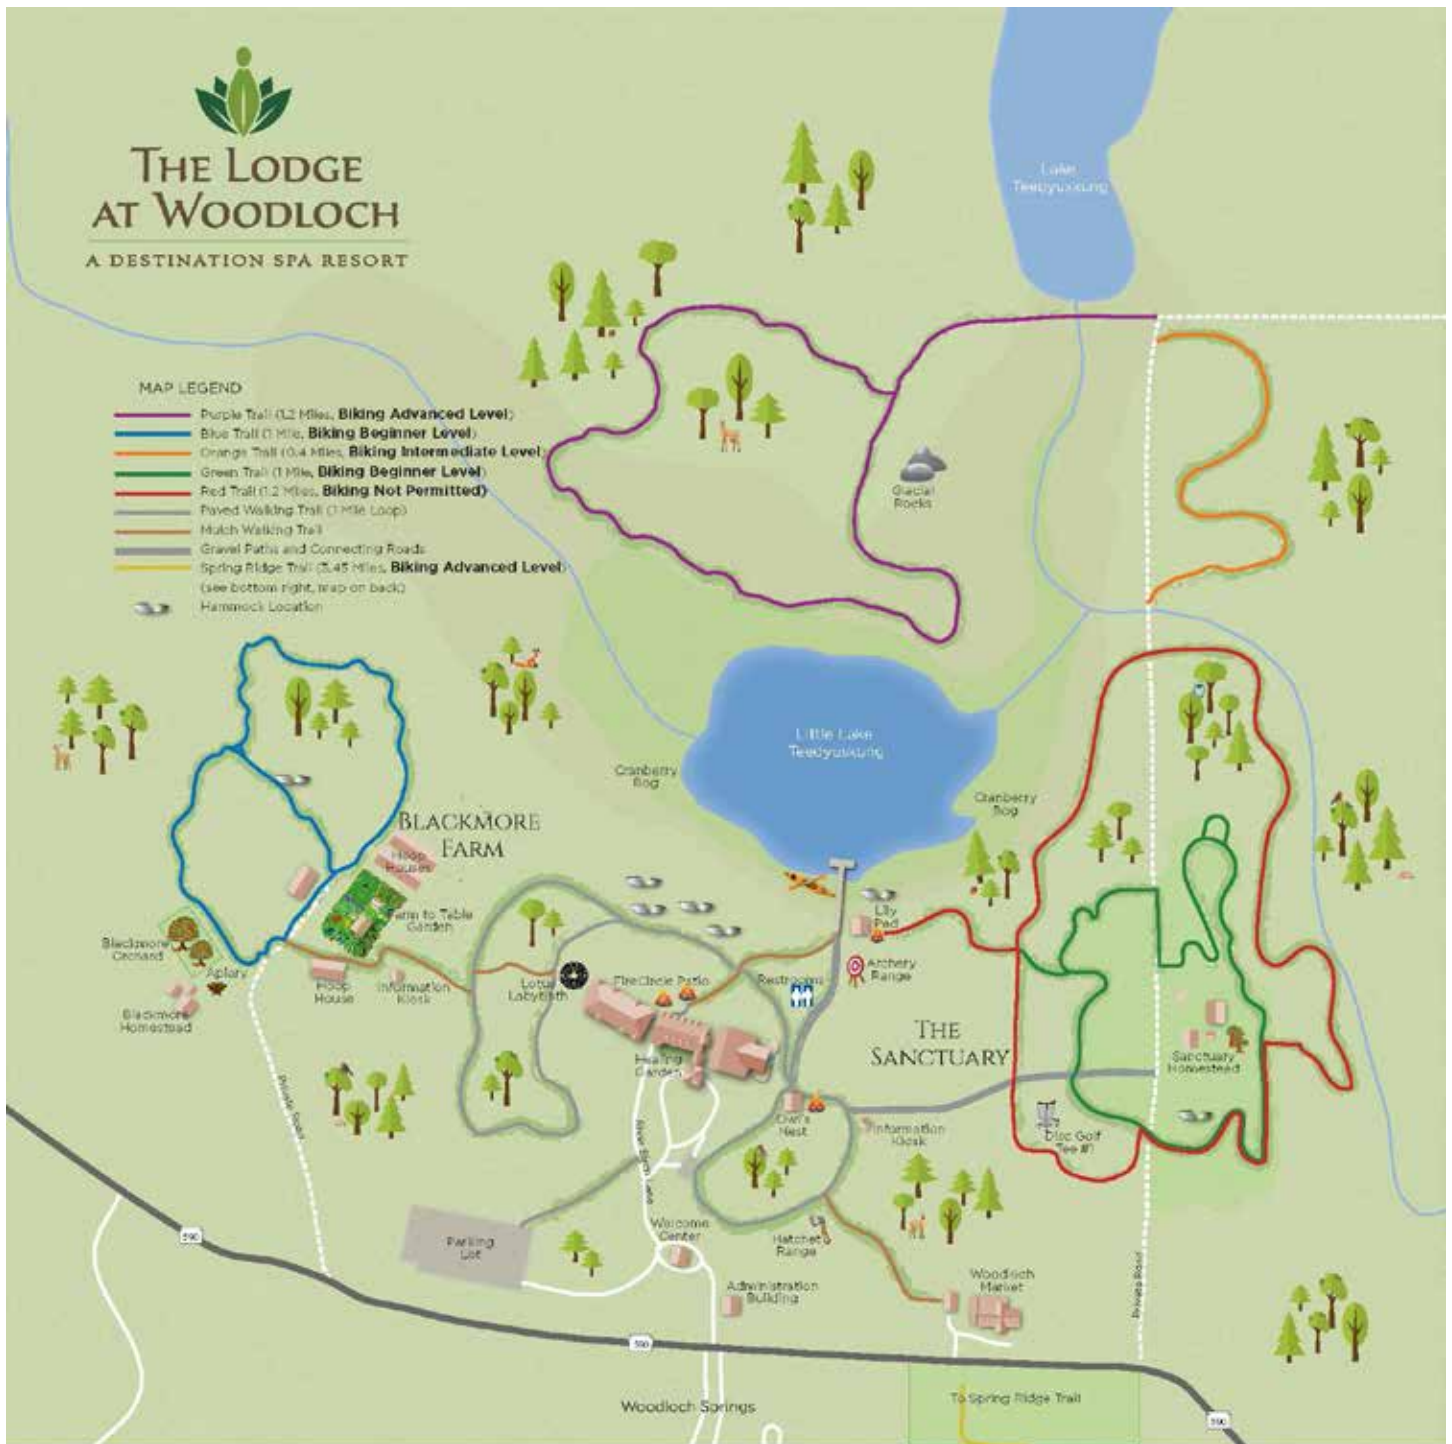 THE LODGE
AT WOODLOCH
A DESTINATION SPA RESORT
Lake
Teedyuskung
MAP LEGEND
Purple Trail (1.2 Miles, Biking Advanced Level)
Blue Trail (1 Mile, Biking Beginner Level)
Orange Trail (0.4 Miles, Biking Intermediate Level)
Green Trail (1 Mile, Biking Beginner Level)
Red Trail (1.2 Miles, Biking Not Permitted)
Paved Walking Trail (1 Mile Loop)
Mulch Walking Trail
Gravel Paths and Connecting Roads
Spring Ridge Trail (3.45 Miles, Biking Advanced Level)
(see bottom right, map on back)
Hammock Location
Glacial
Rocks
Little Lake
Teedyuskung
Cranberry
Bog
Cranberry
Bog
BLACKMORE
FARM
Hoop
Houses
Farm to Table
Garden
Blackmore
Orchard
Apiary
Blackmore
Homestead
Hoop
House
Information
Kiosk
Lotus
Labyrinth
FireCircle Patio
Healing
Garden
Restrooms
Lily
Pad
Archery
Range
THE
SANCTUARY
Sanctuary
Homestead
Owl's
Nest
Information
Kiosk
Disc Golf
Tee #1
Private Road
River Birch Lane
Parking
Lot
Welcome
Center
Hatchet
Range
Administration
Building
Woodloch
Market
Private Road
590
590
590
Woodloch Springs
To Spring Ridge Trail